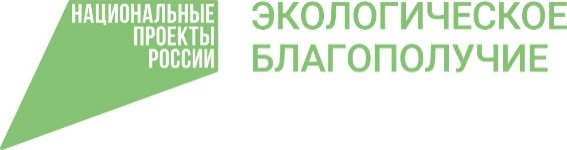 НАЦИОНАЛЬНЫЕ
ПРОЕКТЫ
РОССИИ
ЭКОЛОГИЧЕСКОЕ
БЛАГОПОЛУЧИЕ